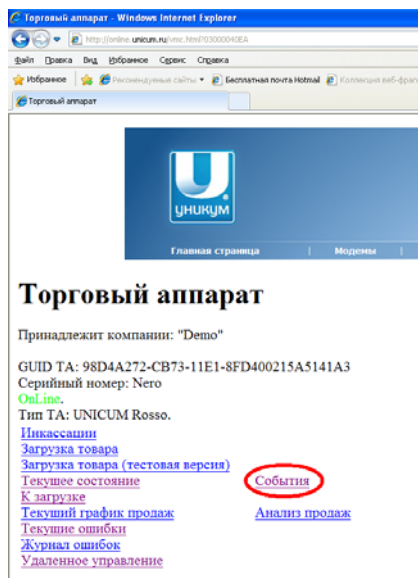 Торговый аппарат - Windows Internet Explorer
http://online.unicum.ru/vmc.html?03000040EA
Файл Правка Вид Избранное Сервис Справка
Избранное Рекомендуемые сайты Бесплатная почта Hotmail Коллекция веб-фраг
Торговый аппарат
УНИКУМ
Главная страница | Модемы |
Торговый аппарат
Принадлежит компании: "Demo"
GUID TA: 98D4A272-CB73-11E1-8FD400215A5141A3
Серийный номер: Nero
OnLine.
Тип ТА: UNICUM Rosso.
Инкассации
Загрузка товара
Загрузка товара (тестовая версия)
Текущее состояние События
К загрузке
Текущий график продаж Анализ продаж
Текущие ошибки
Журнал ошибок
Удаленное управление